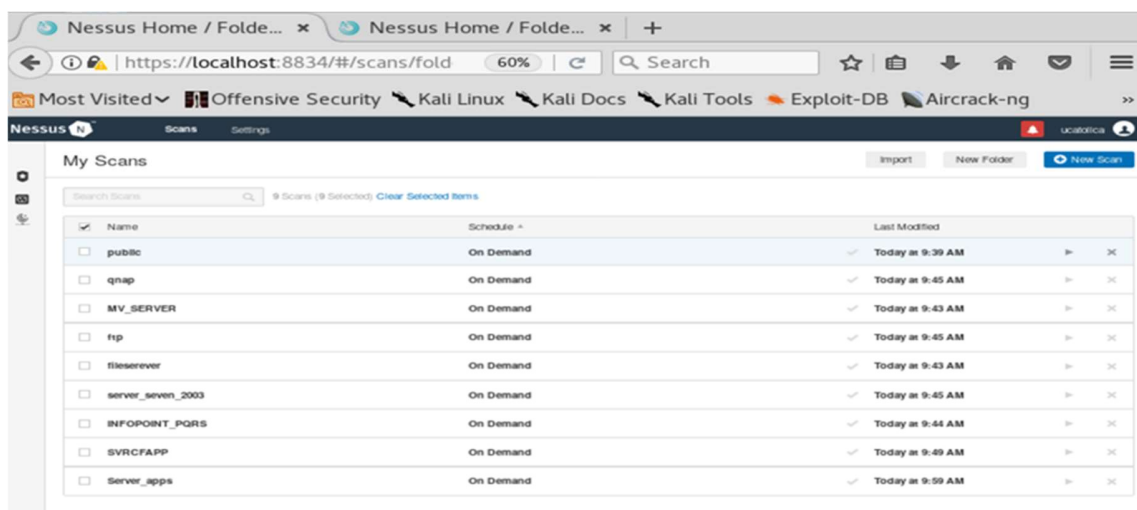 Nessus Home / Folde... × Nessus Home / Folde... × +
https://localhost:8834/#/scans/fold 60% Search
Most Visited Offensive Security Kali Linux Kali Docs Kali Tools Exploit-DB Aircrack-ng »
Nessus N Scans Settings ucatolica
My Scans Import New Folder New Scan
Search Scans 9 Scans (9 Selected) Clear Selected Items
Name Schedule Last Modified
public On Demand Today at 9:39 AM
qnap On Demand Today at 9:45 AM
MV_SERVER On Demand Today at 9:43 AM
ftp On Demand Today at 9:45 AM
fileserever On Demand Today at 9:43 AM
server_seven_2003 On Demand Today at 9:45 AM
INFOPOINT_PQRS On Demand Today at 9:44 AM
SVRCFAPP On Demand Today at 9:49 AM
Server_apps On Demand Today at 9:59 AM